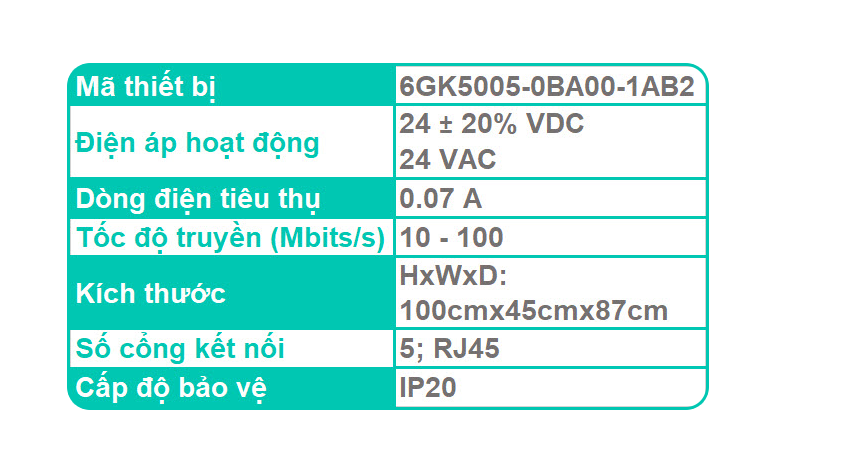 Mã thiết bị 6GK5005-0BA00-1AB2
Điện áp hoạt động 24 ± 20% VDC
24 VAC
Dòng điện tiêu thụ 0.07 A
Tốc độ truyền (Mbits/s) 10 - 100
Kích thước HxWxD:
100cmx45cmx87cm
Số cổng kết nối 5; RJ45
Cấp độ bảo vệ IP20